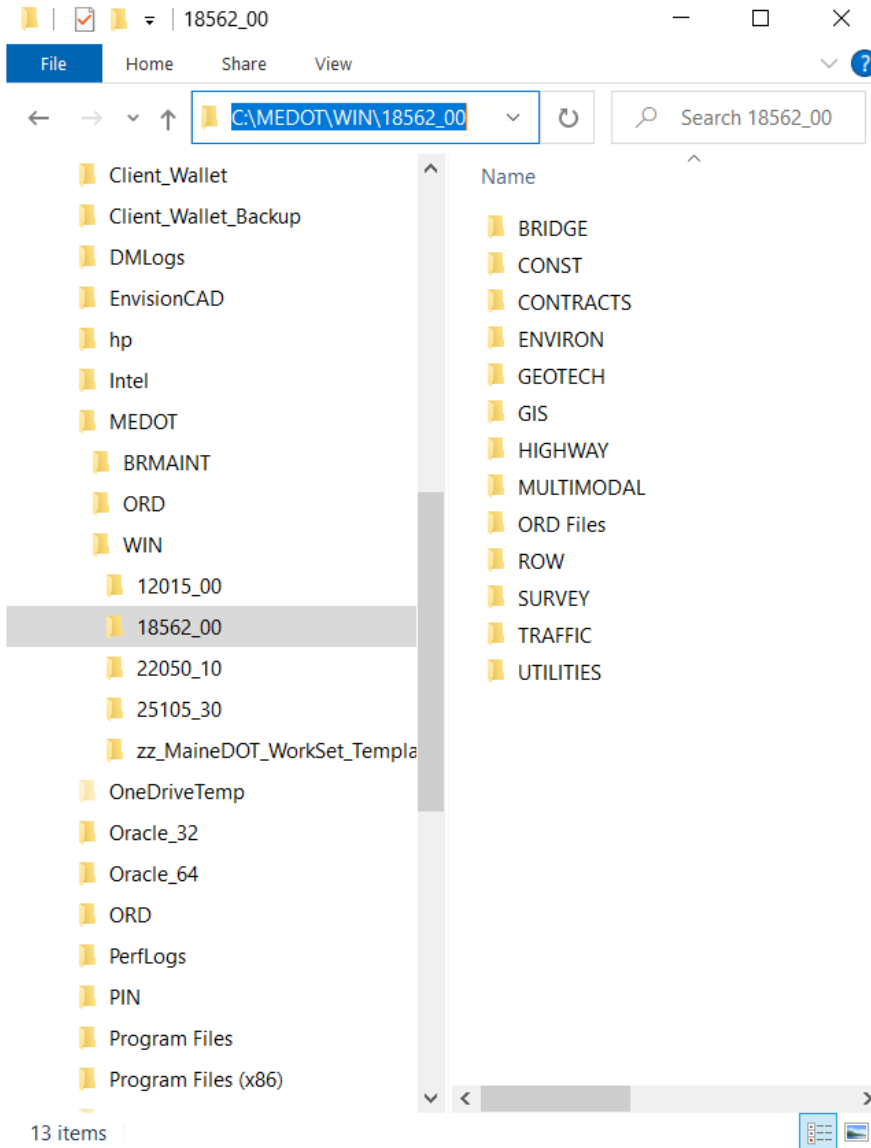 18562_00
File Home Share View ?
C:\MEDOT\WIN\18562_00 Search 18562_00
Client_Wallet
Client_Wallet_Backup
DMLogs
EnvisionCAD
hp
Intel
MEDOT
BRMAINT
ORD
WIN
12015_00
18562_00
22050_10
25105_30
zz_MaineDOT_WorkSet_Templa
OneDriveTemp
Oracle_32
Oracle_64
ORD
PerfLogs
PIN
Program Files
Program Files (x86)
Name
BRIDGE
CONST
CONTRACTS
ENVIRON
GEOTECH
GIS
HIGHWAY
MULTIMODAL
ORD Files
ROW
SURVEY
TRAFFIC
UTILITIES
13 items